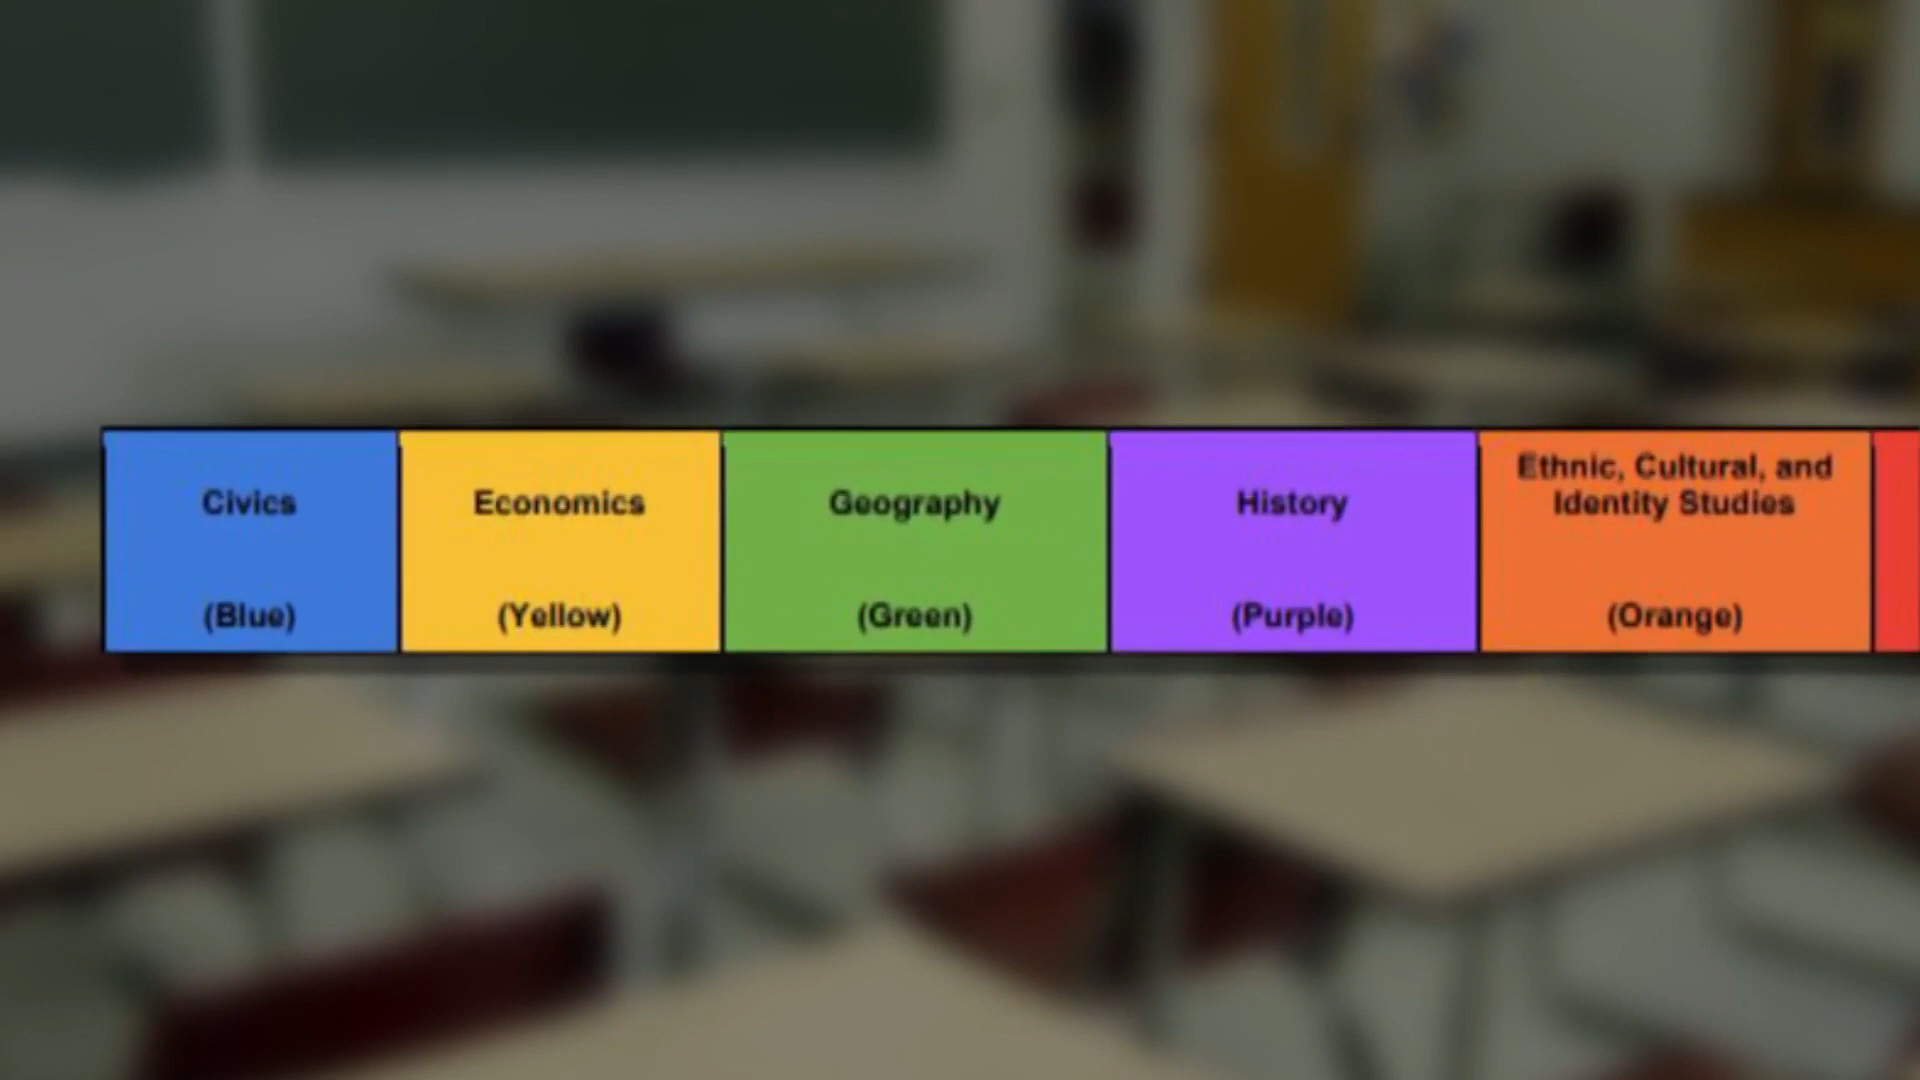 Civics
(Blue)
Economics
(Yellow)
Geography
(Green)
History
(Purple)
Ethnic, Cultural, and
Identity Studies
(Orange)